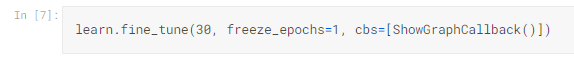 In [7]:
learn.fine_tune(30, freeze_epochs=1, cbs=[ShowGraphCallback()])